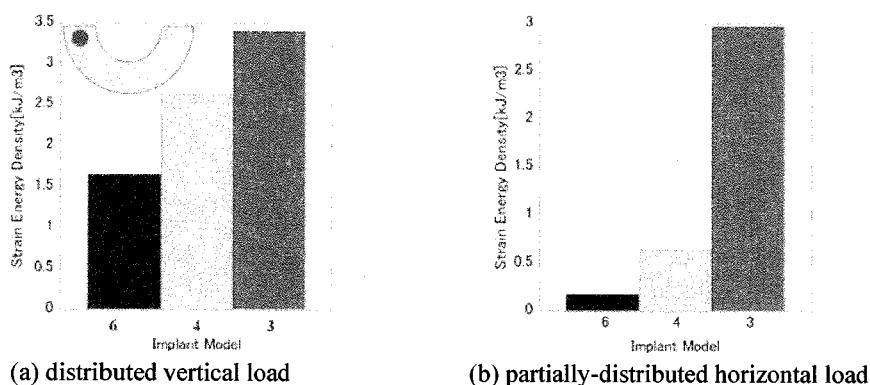 Strain Energy Density[kJ/m3]
3.5
3
2.5
2
1.5
1
0.5
0
6 4 3
Implant Model
(a) distributed vertical load
Strain Energy Density[kJ/m3]
3
2.5
2
1.5
1
0.5
0
6 4 3
Implant Model
(b) partially-distributed horizontal load